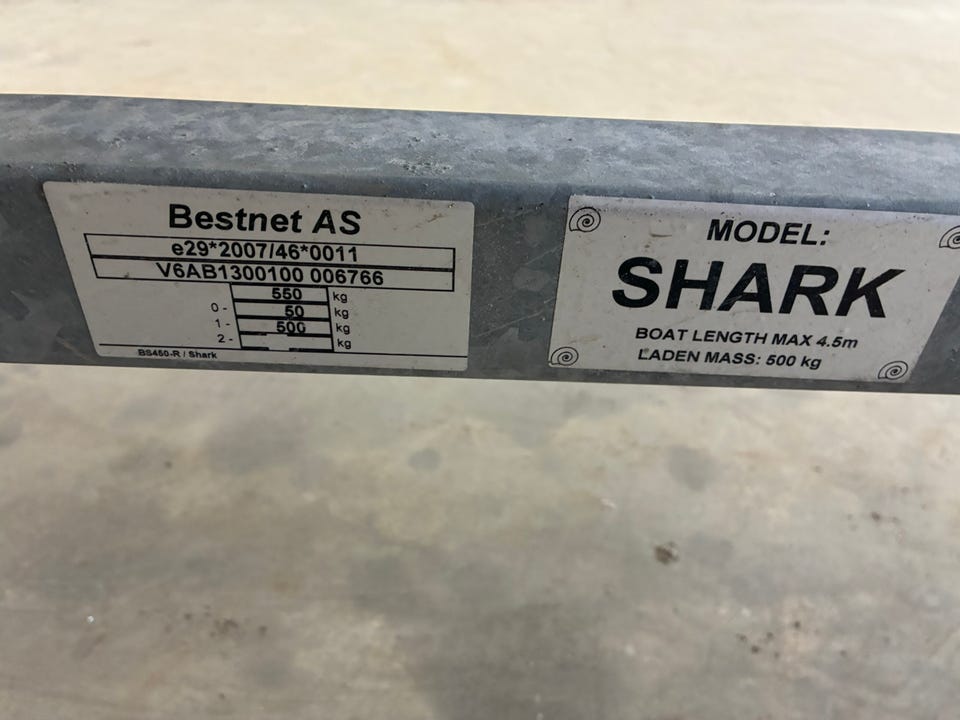 Bestnet AS
e29*2007/46*0011
V6AB1300100 006766
550 kg
0 - 50 kg
1 - 500 kg
2 - kg
BS450-R / Shark
MODEL:
SHARK
BOAT LENGTH MAX 4.5m
LADEN MASS: 500 kg